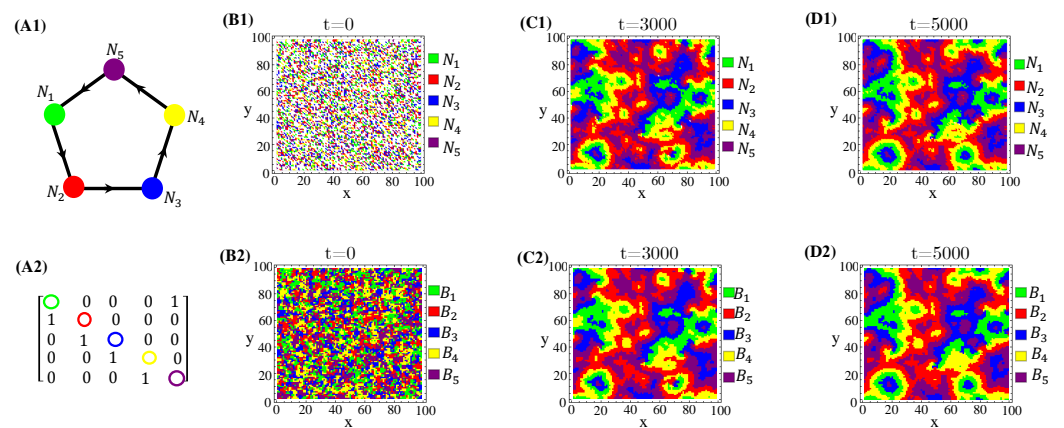 (A1)
N5
N1
N4
N2
N3
(B1)
t=0
y
100
80
60
40
20
0
0 20 40 60 80 100
x
N1
N2
N3
N4
N5
(C1)
t=3000
y
100
80
60
40
20
0
0 20 40 60 80 100
x
N1
N2
N3
N4
N5
(D1)
t=5000
y
100
80
60
40
20
0
0 20 40 60 80 100
x
N1
N2
N3
N4
N5
(A2)
0 0 0 1
1 0 0 0
0 1 0 0
0 0 1 0
0 0 0 1
(B2)
t=0
y
100
80
60
40
20
0
0 20 40 60 80 100
x
B1
B2
B3
B4
B5
(C2)
t=3000
y
100
80
60
40
20
0
0 20 40 60 80 100
x
B1
B2
B3
B4
B5
(D2)
t=5000
y
100
80
60
40
20
0
0 20 40 60 80 100
x
B1
B2
B3
B4
B5